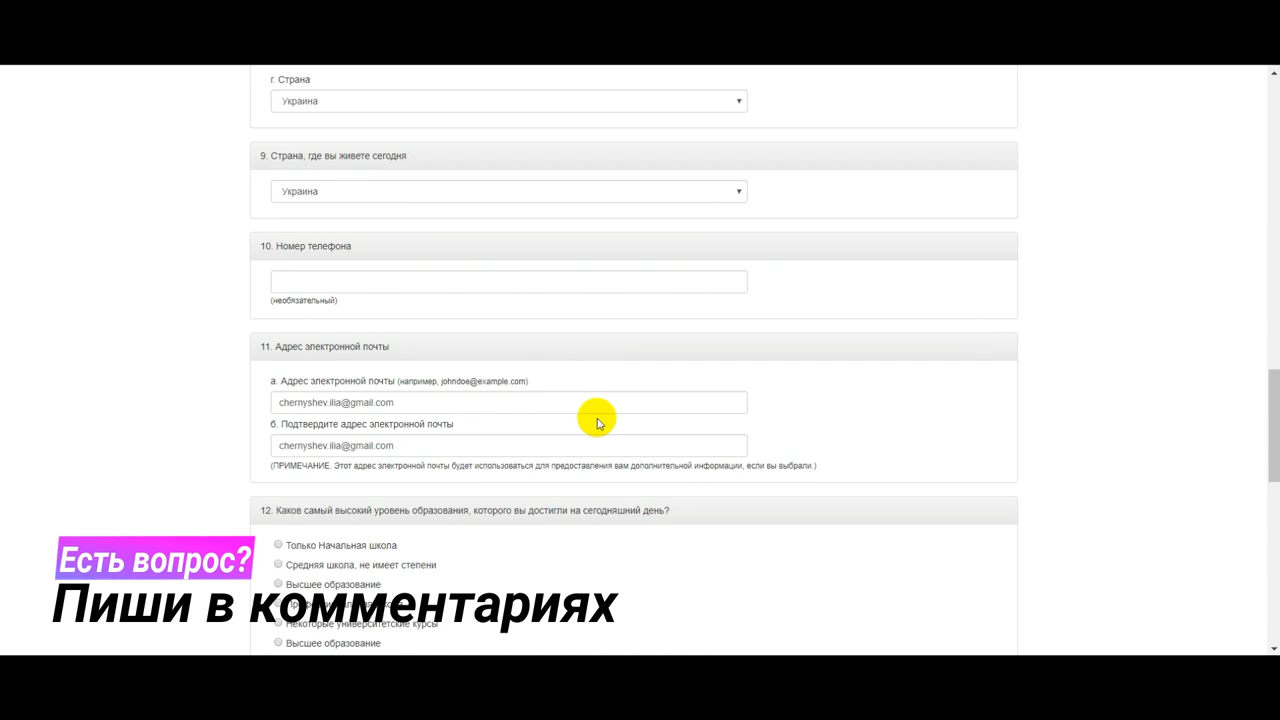 г. Страна
Украина
9. Страна, где вы живете сегодня
Украина
10. Номер телефона
(необязательный)
11. Адрес электронной почты
а. Адрес электронной почты (например, johndoe@example.com)
chernyshev.ilia@gmail.com
б. Подтвердите адрес электронной почты
chernyshev.ilia@gmail.com
(ПРИМЕЧАНИЕ. Этот адрес электронной почты будет использоваться для предоставления вам дополнительной информации, если вы выбрали.)
12. Каков самый высокий уровень образования, которого вы достигли на сегодняшний день?
Только Начальная школа
Средняя школа, не имеет степени
Высшее образование
Некоторые университетские курсы
Высшее образование
Есть вопрос?
Пиши в комментариях